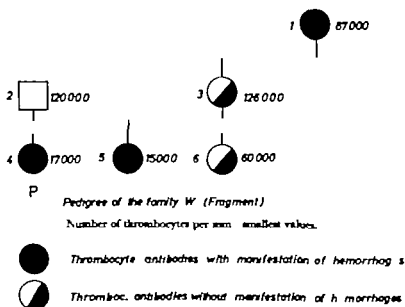 1 87000
2 120000 3 126000
4 17000 5 15000 6 60000
P
Pedigree of the family W (Fragment)
Number of thrombocytes per mm smallest values.
Thrombocyte antibodies with manifestation of hemorrhag s
Thromboc. antibodies without manifestation of h morrhages